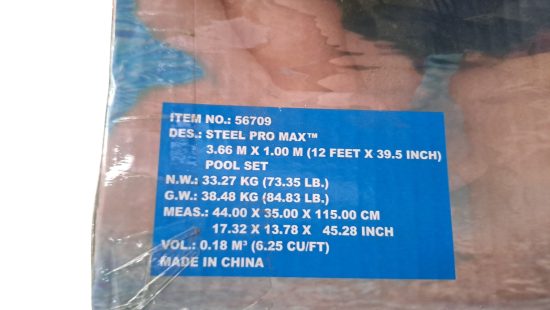 ITEM NO.: 56709
DES.: STEEL PRO MAX™
3.66 M X 1.00 M (12 FEET X 39.5 INCH)
POOL SET
N.W.: 33.27 KG (73.35 LB.)
G.W.: 38.48 KG (84.83 LB.)
MEAS.: 44.00 X 35.00 X 115.00 CM
17.32 X 13.78 X 45.28 INCH
VOL.: 0.18 M³ (6.25 CU/FT)
MADE IN CHINA